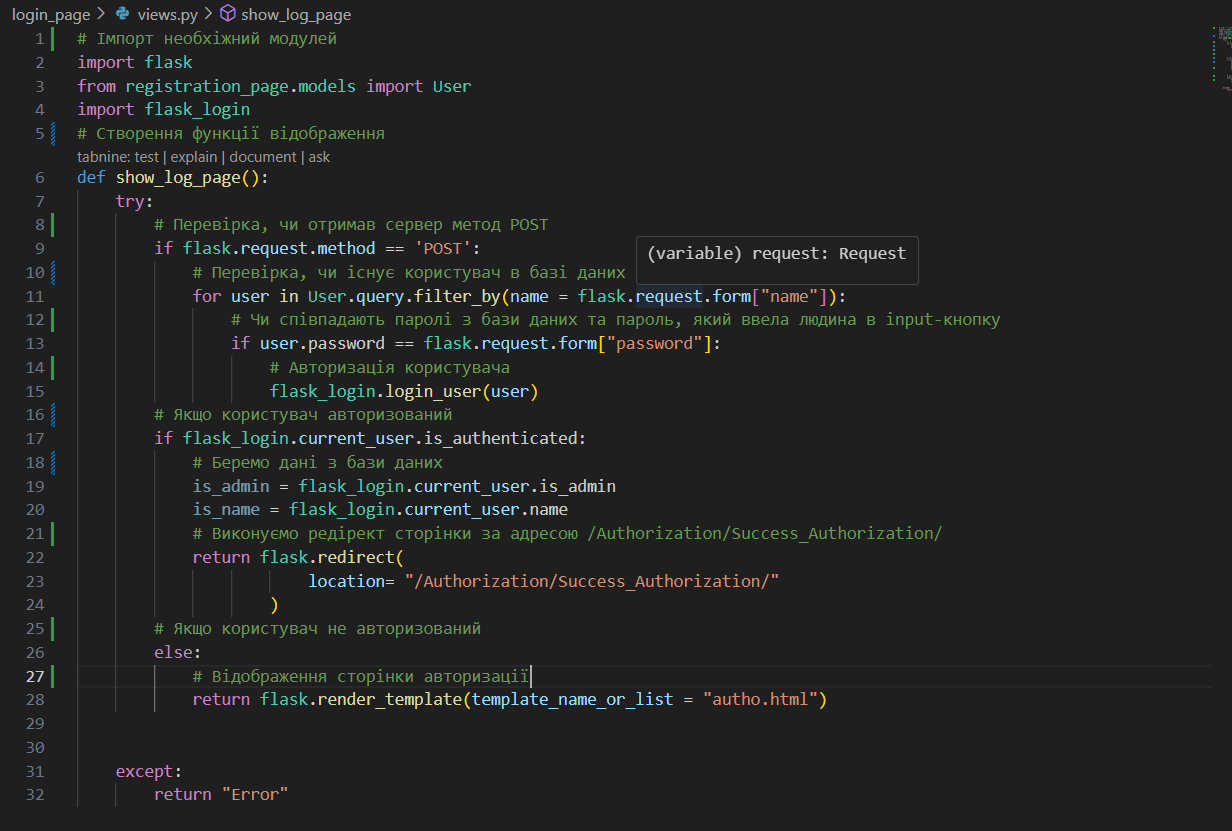 login_page > views.py > show_log_page
1 # Імпорт необхіжний модулей
2 import flask
3 from registration_page.models import User
4 import flask_login
5 # Створення функції відображення
tabnine: test | explain | document | ask
6 def show_log_page():
7 try:
8 # Перевірка, чи отримав сервер метод POST
9 if flask.request.method == 'POST':
(variable) request: Request
10 # Перевірка, чи існує користувач в базі даних
11 for user in User.query.filter_by(name = flask.request.form["name"]):
12 # Чи співпадають паролі з бази даних та пароль, який ввела людина в input-кнопку
13 if user.password == flask.request.form["password"]:
14 # Авторизація користувача
15 flask_login.login_user(user)
16 # Якщо користувач авторизований
17 if flask_login.current_user.is_authenticated:
18 # Беремо дані з бази даних
19 is_admin = flask_login.current_user.is_admin
20 is_name = flask_login.current_user.name
21 # Виконуємо редірект сторінки за адресою /Authorization/Success_Authorization/
22 return flask.redirect(
23 location= "/Authorization/Success_Authorization/"
24 )
25 # Якщо користувач не авторизований
26 else:
27 # Відображення сторінки авторизації
28 return flask.render_template(template_name_or_list = "autho.html")
29
30
31 except:
32 return "Error"